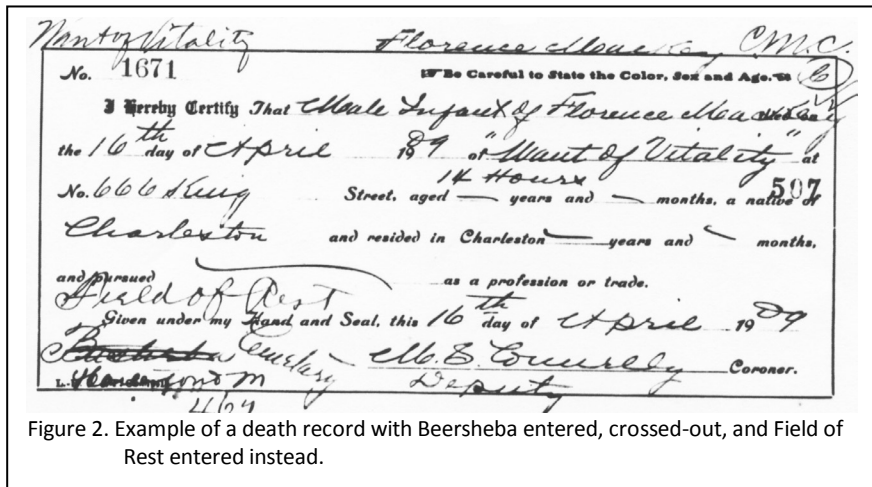 Want of Vitality Florence C.M.C.
No. 1671 Be Careful to State the Color, Sex and Age. C
I Hereby Certify That Male Infant of Florence died on
the 16th day of April 1909 of "Want of Vitality" at
14 Hours 507
No. 666 King Street, aged — years and — months, a native of
Charleston and resided in Charleston — years and — months,
and pursued as a profession or trade.
Field of Rest
Given under my Hand and Seal, this 16th day of April 1909
Cemetary Coroner.
L.
Deputy
Figure 2. Example of a death record with Beersheba entered, crossed-out, and Field of
Rest entered instead.